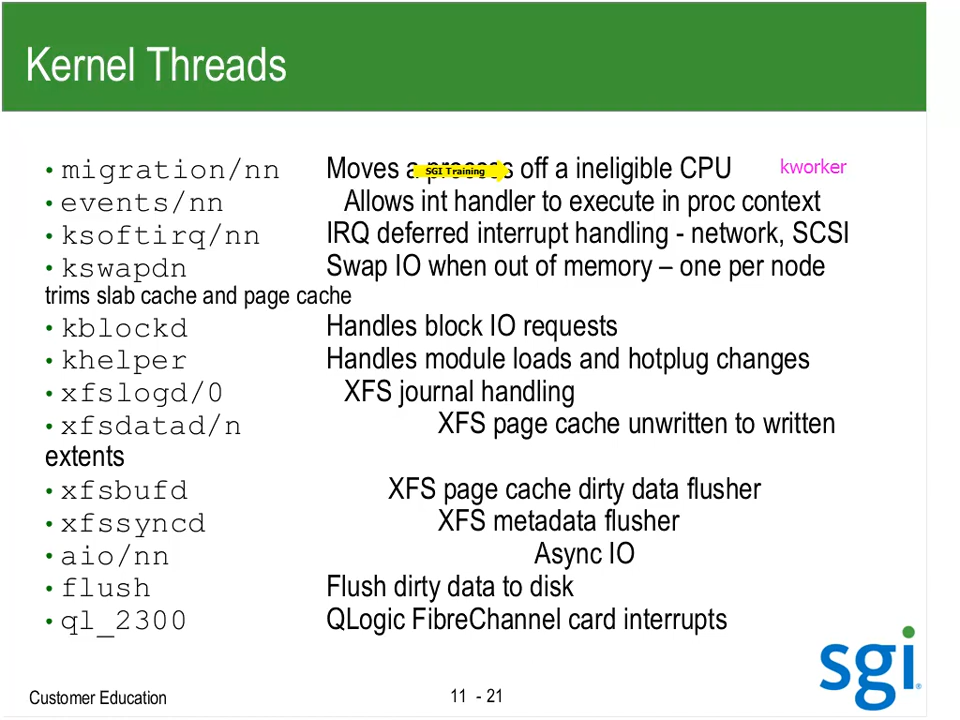 Kernel Threads
• migration/nn Moves a process off a ineligible CPU kworker
SGI Training
• events/nn Allows int handler to execute in proc context
• ksoftirq/nn IRQ deferred interrupt handling - network, SCSI
• kswapdn Swap IO when out of memory – one per node
trims slab cache and page cache
• kblockd Handles block IO requests
• khelper Handles module loads and hotplug changes
• xfslogd/0 XFS journal handling
• xfsdatad/n XFS page cache unwritten to written
extents
• xfsbufd XFS page cache dirty data flusher
• xfssyncd XFS metadata flusher
• aio/nn Async IO
• flush Flush dirty data to disk
• ql_2300 QLogic FibreChannel card interrupts
sgi®
Customer Education 11 - 21